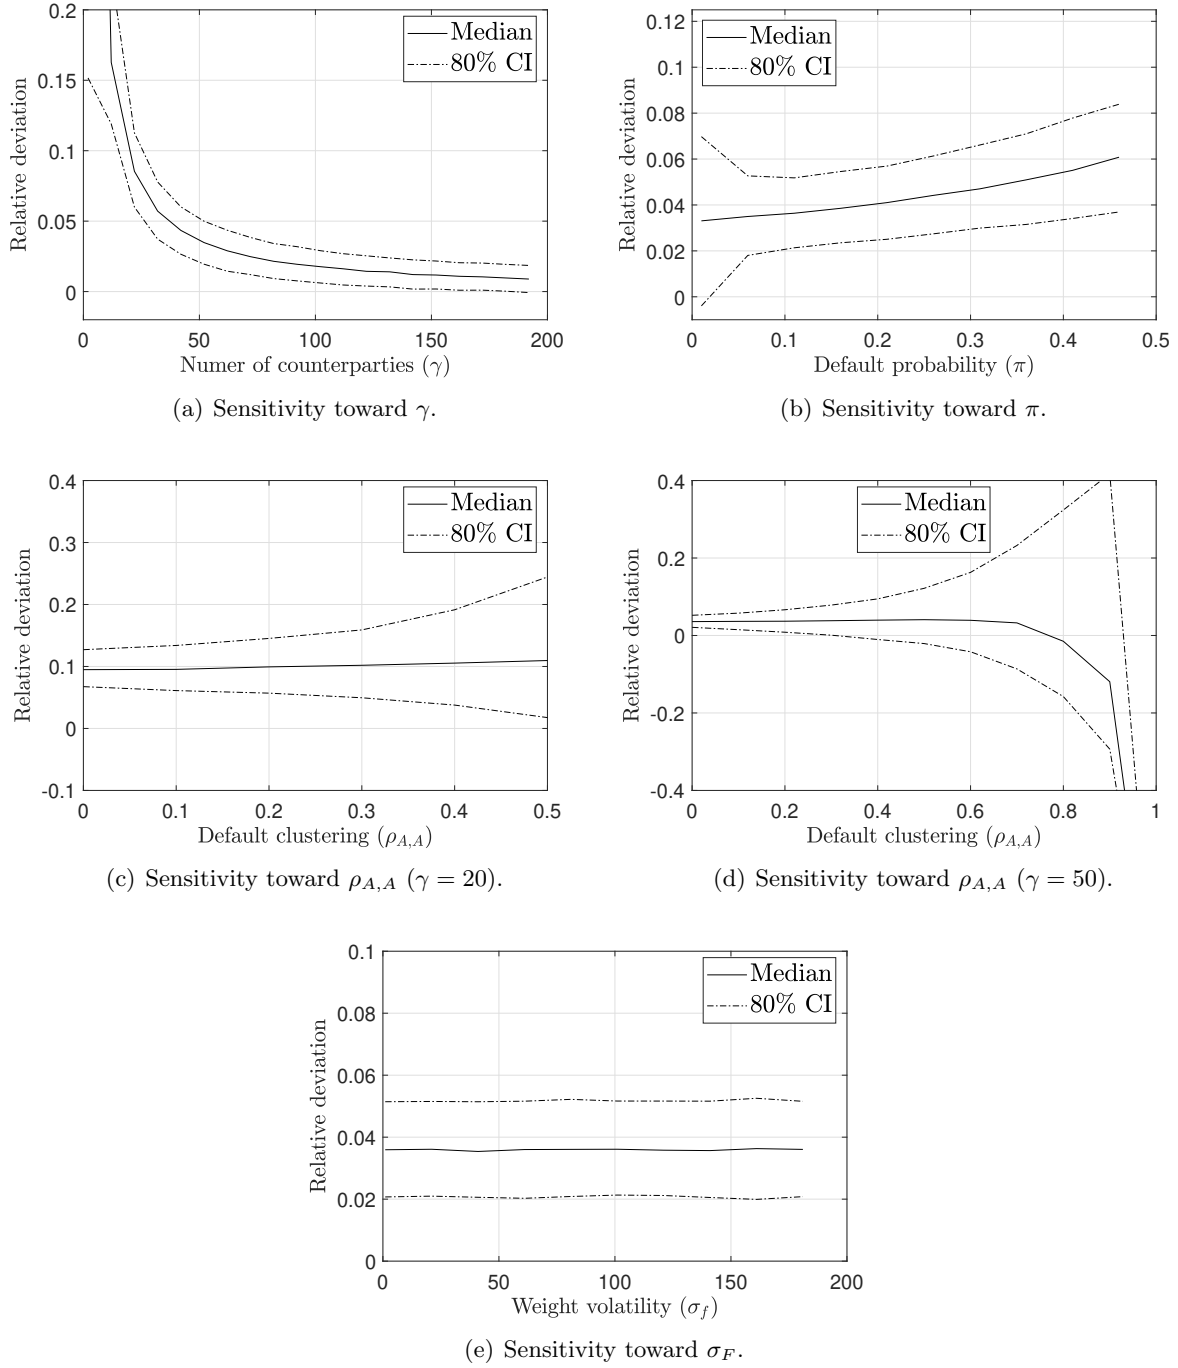 0.2
0.15
0.1
0.05
0
Relative deviation
Median
80% CI
0 50 100 150 200
Numer of counterparties (γ)
(a) Sensitivity toward γ.
0.12
0.1
0.08
0.06
0.04
0.02
0
Relative deviation
Median
80% CI
0 0.1 0.2 0.3 0.4 0.5
Default probability (π)
(b) Sensitivity toward π.
0.4
0.3
0.2
0.1
0
-0.1
Relative deviation
Median
80% CI
0 0.1 0.2 0.3 0.4 0.5
Default clustering (ρA,A)
(c) Sensitivity toward ρA,A (γ = 20).
0.4
0.2
0
-0.2
-0.4
Relative deviation
Median
80% CI
0 0.2 0.4 0.6 0.8 1
Default clustering (ρA,A)
(d) Sensitivity toward ρA,A (γ = 50).
0.1
0.08
0.06
0.04
0.02
0
Relative deviation
Median
80% CI
0 50 100 150 200
Weight volatility (σf)
(e) Sensitivity toward σF.